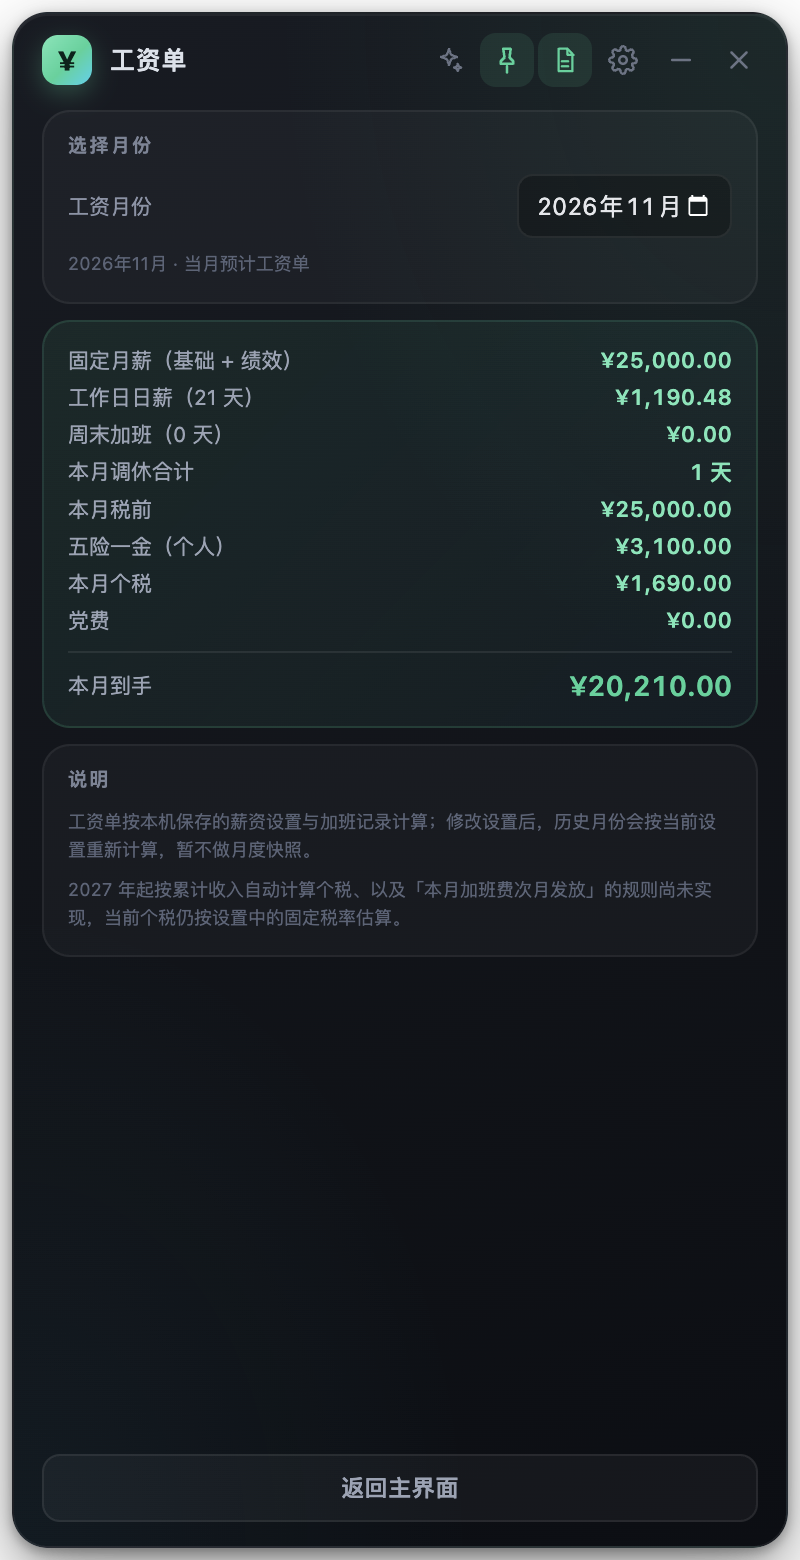 ¥ 工资单
选择月份
工资月份 2026年11月
2026年11月 · 当月预计工资单
固定月薪（基础 + 绩效） ¥25,000.00
工作日日薪（21 天） ¥1,190.48
周末加班（0 天） ¥0.00
本月调休合计 1 天
本月税前 ¥25,000.00
五险一金（个人） ¥3,100.00
本月个税 ¥1,690.00
党费 ¥0.00
本月到手 ¥20,210.00
说明
工资单按本机保存的薪资设置与加班记录计算；修改设置后，历史月份会按当前设
置重新计算，暂不做月度快照。
2027 年起按累计收入自动计算个税、以及「本月加班费次月发放」的规则尚未实
现，当前个税仍按设置中的固定税率估算。
返回主界面